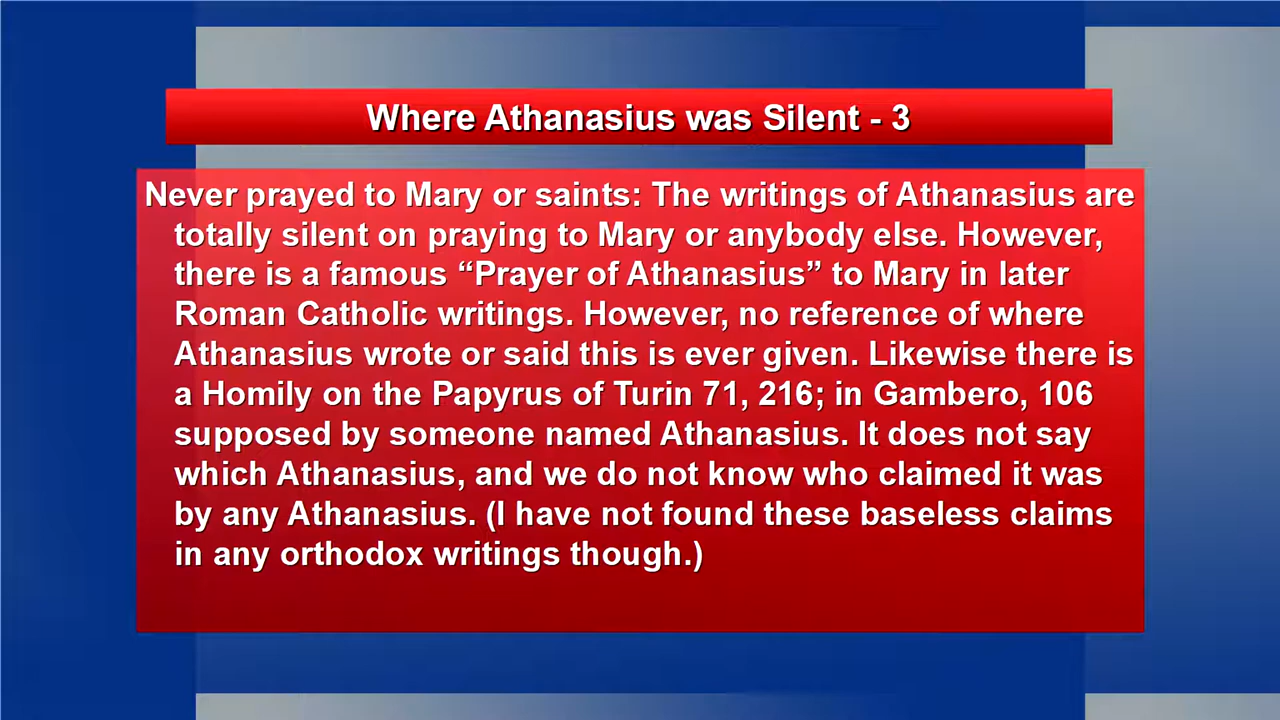 Where Athanasius was Silent - 3
Never prayed to Mary or saints: The writings of Athanasius are
totally silent on praying to Mary or anybody else. However,
there is a famous “Prayer of Athanasius” to Mary in later
Roman Catholic writings. However, no reference of where
Athanasius wrote or said this is ever given. Likewise there is
a Homily on the Papyrus of Turin 71, 216; in Gambero, 106
supposed by someone named Athanasius. It does not say
which Athanasius, and we do not know who claimed it was
by any Athanasius. (I have not found these baseless claims
in any orthodox writings though.)